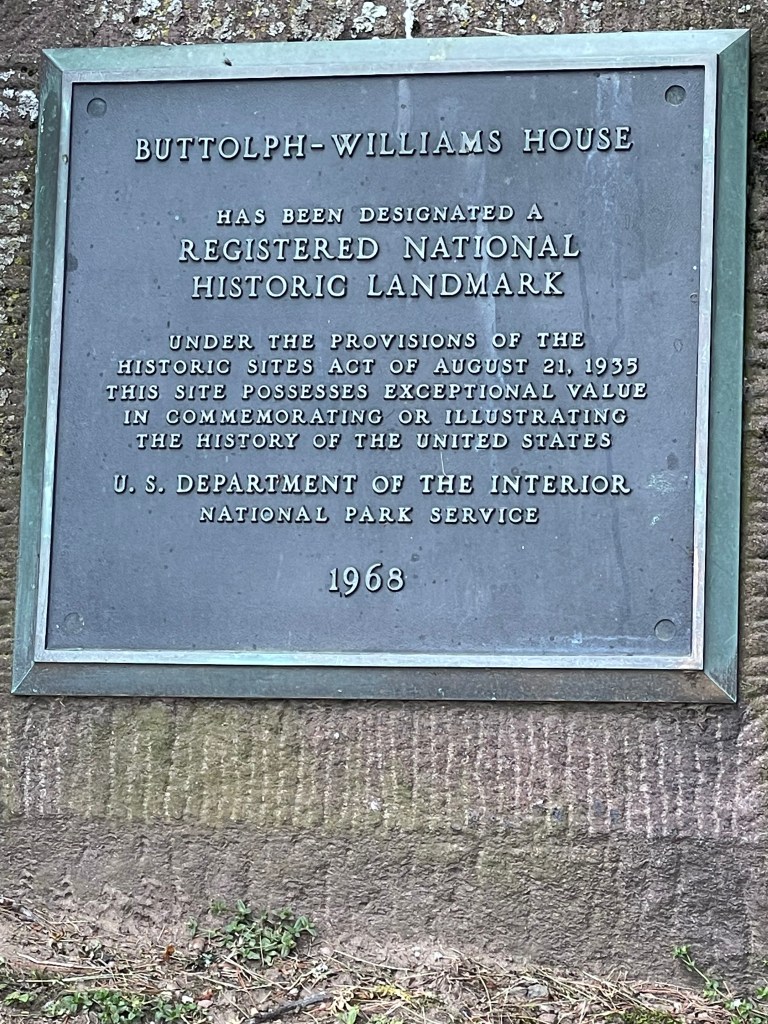 BUTTOLPH-WILLIAMS HOUSE
HAS BEEN DESIGNATED A
REGISTERED NATIONAL
HISTORIC LANDMARK
UNDER THE PROVISIONS OF THE
HISTORIC SITES ACT OF AUGUST 21, 1935
THIS SITE POSSESSES EXCEPTIONAL VALUE
IN COMMEMORATING OR ILLUSTRATING
THE HISTORY OF THE UNITED STATES
U. S. DEPARTMENT OF THE INTERIOR
NATIONAL PARK SERVICE
1968